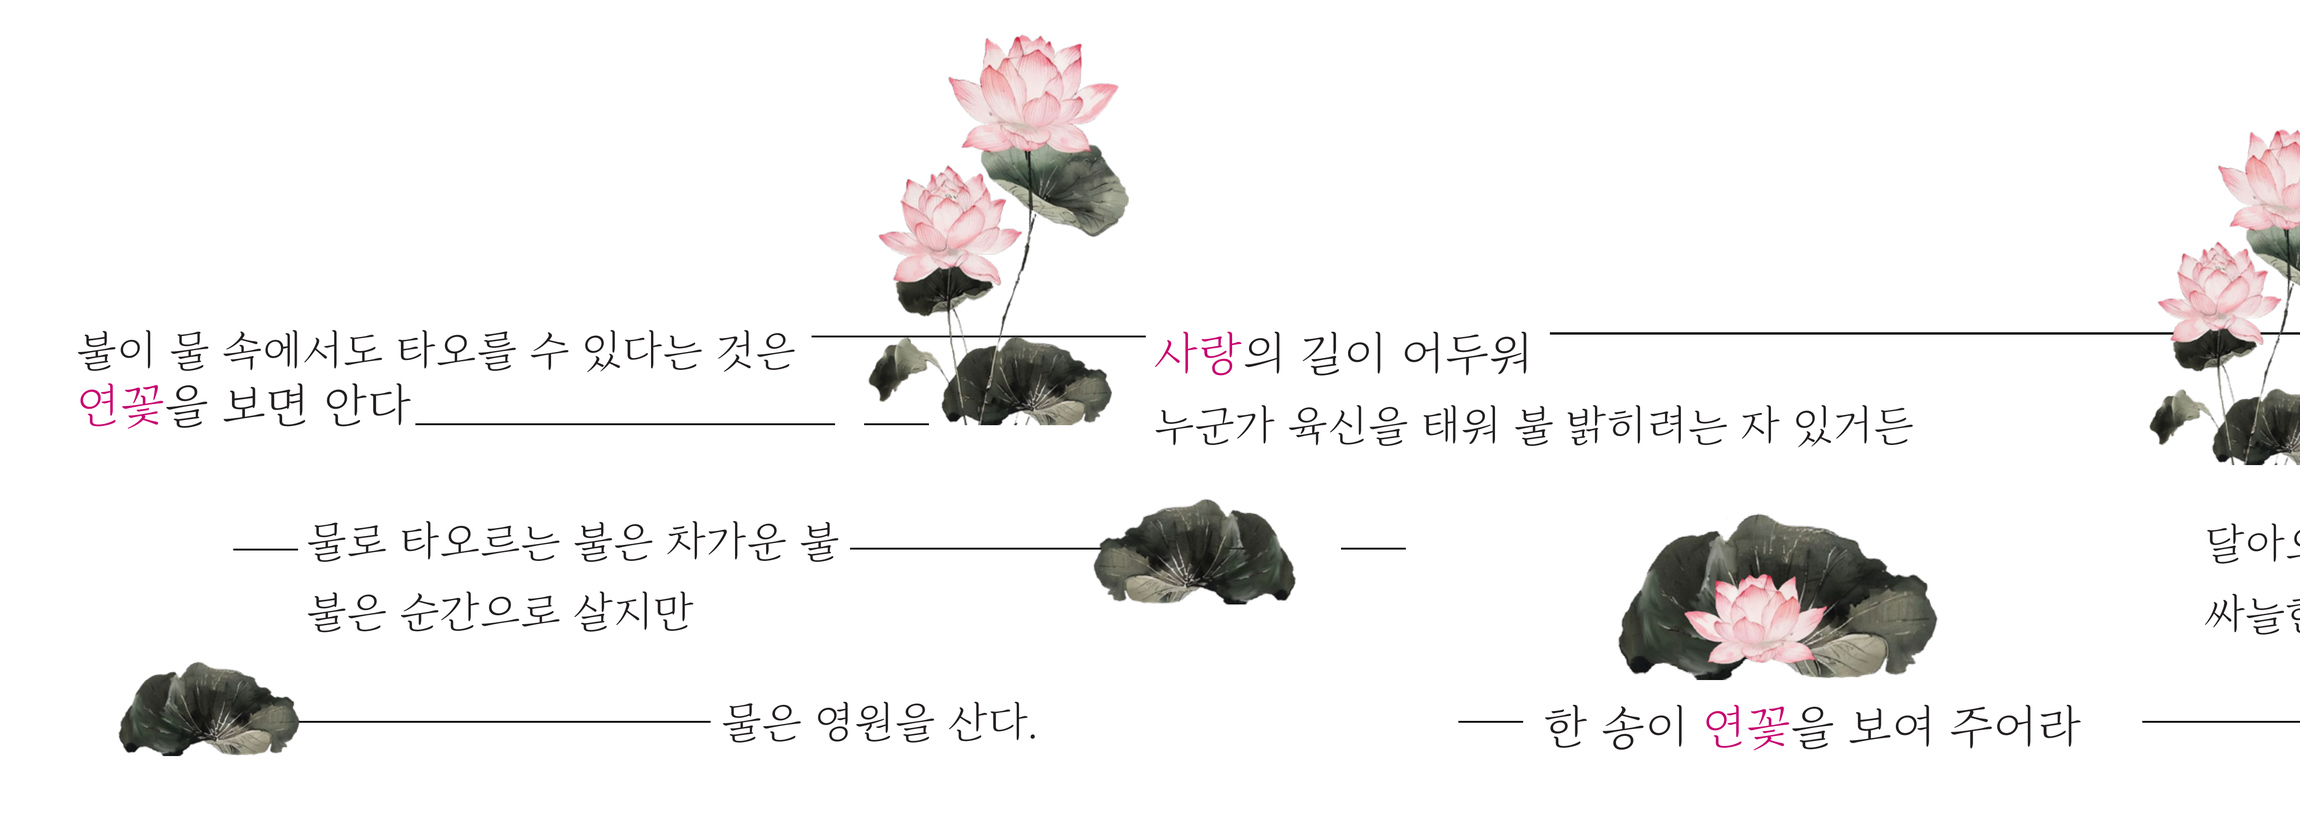 불이 물 속에서도 타오를 수 있다는 것은
연꽃을 보면 안다
물로 타오르는 불은 차가운 불
불은 순간으로 살지만
물은 영원을 산다.
사랑의 길이 어두워
누군가 육신을 태워 불 밝히려는 자 있거든
한 송이 연꽃을 보여 주어라
달아
싸늘